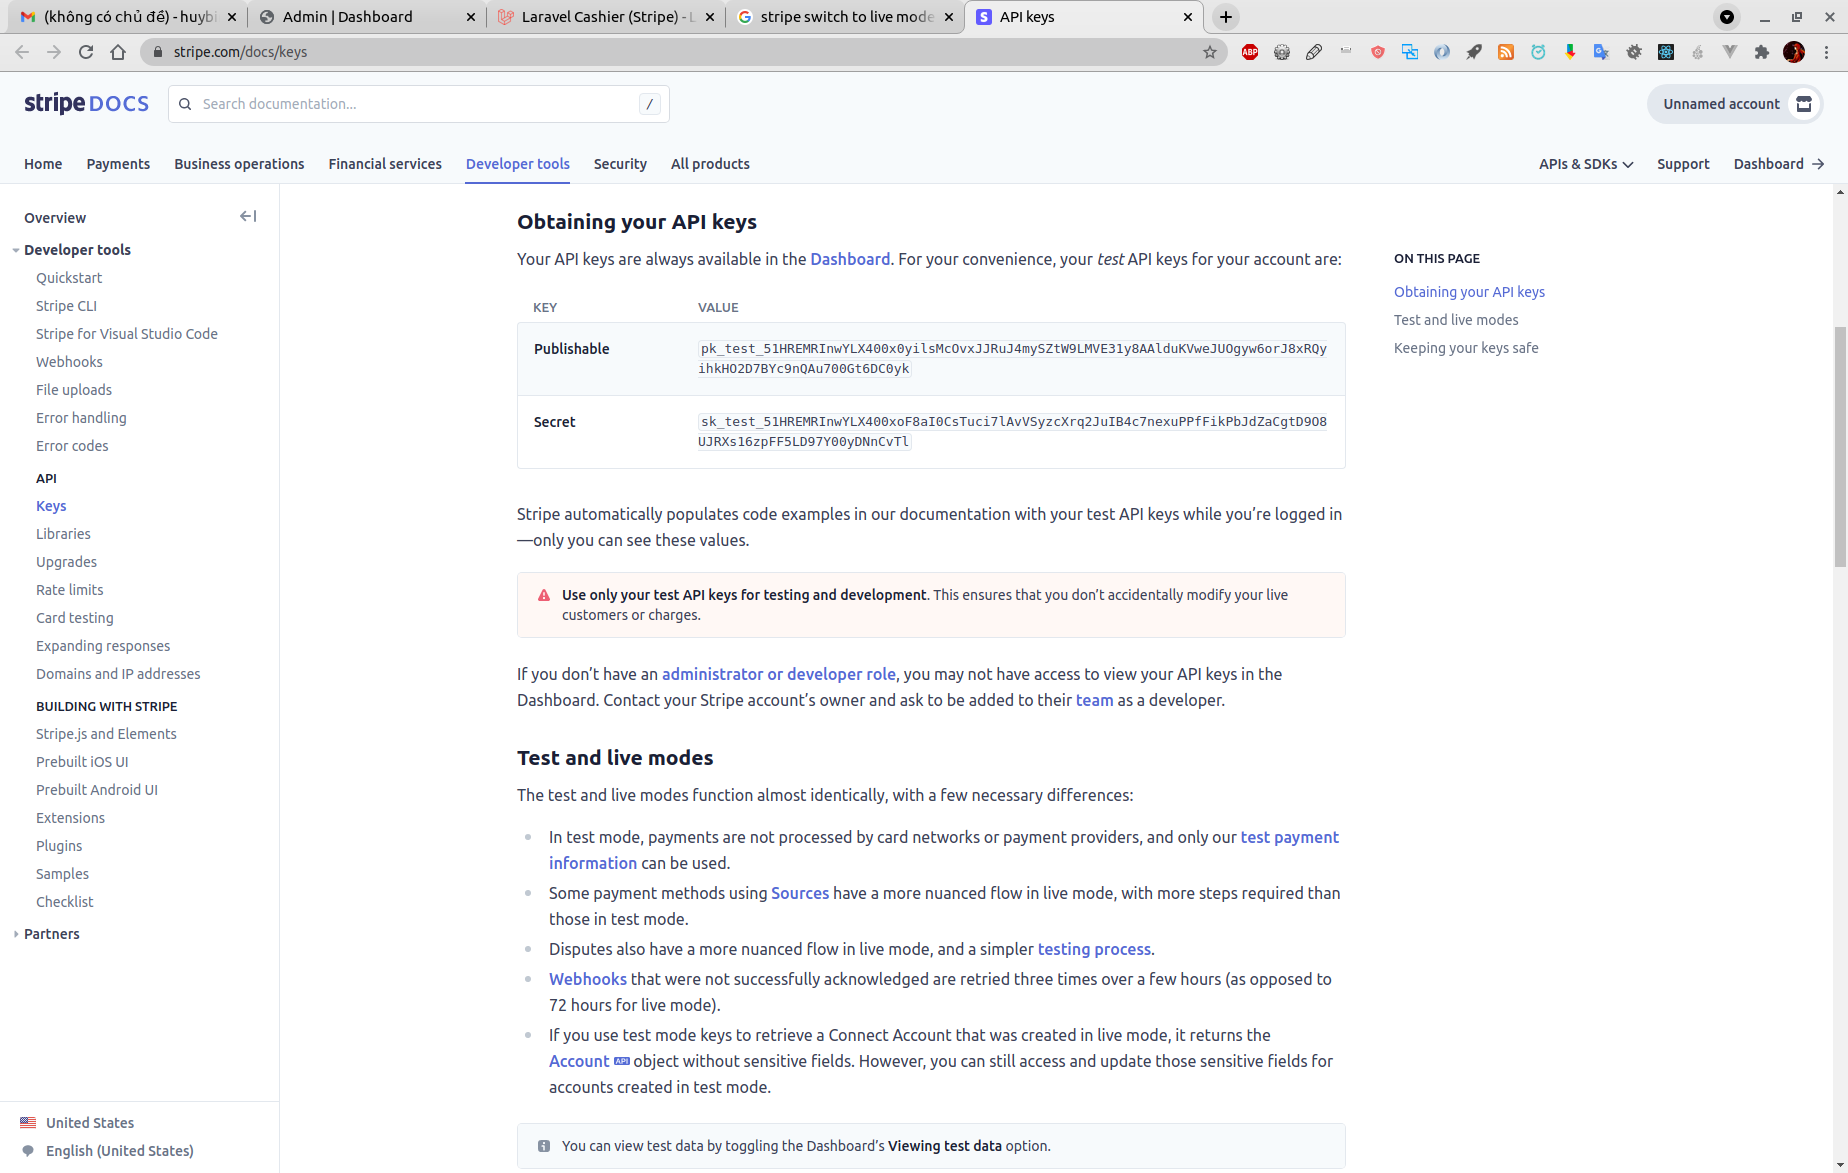 (không có chủ đề) - huybi
Admin | Dashboard
Laravel Cashier (Stripe) - L
stripe switch to live mode
API keys
stripe.com/docs/keys
stripe DOCS
Search documentation...
/
Unnamed account
Home
Payments
Business operations
Financial services
Developer tools
Security
All products
APIs & SDKs
Support
Dashboard
Overview
Developer tools
Quickstart
Stripe CLI
Stripe for Visual Studio Code
Webhooks
File uploads
Error handling
Error codes
API
Keys
Libraries
Upgrades
Rate limits
Card testing
Expanding responses
Domains and IP addresses
BUILDING WITH STRIPE
Stripe.js and Elements
Prebuilt iOS UI
Prebuilt Android UI
Extensions
Plugins
Samples
Checklist
Partners
United States
English (United States)
Obtaining your API keys
Your API keys are always available in the Dashboard. For your convenience, your test API keys for your account are:
KEY VALUE
Publishable
pk_test_51HREMRInwYLX400x0yilsMcOvxJJRuJ4mySZtW9LMVE31y8AAlduKVweJUOgyw6orJ8xRQy
ihkHO2D7BYc9nQAu700Gt6DC0yk
Secret
sk_test_51HREMRInwYLX400xoF8aI0CsTuci7lAvVSyzcXrq2JuIB4c7nexuPPfFikPbJdZaCgtD9O8
UJRXs16zpFF5LD97Y00yDNnCvTl
Stripe automatically populates code examples in our documentation with your test API keys while you’re logged in
—only you can see these values.
Use only your test API keys for testing and development. This ensures that you don’t accidentally modify your live
customers or charges.
If you don’t have an administrator or developer role, you may not have access to view your API keys in the
Dashboard. Contact your Stripe account’s owner and ask to be added to their team as a developer.
Test and live modes
The test and live modes function almost identically, with a few necessary differences:
In test mode, payments are not processed by card networks or payment providers, and only our test payment
information can be used.
Some payment methods using Sources have a more nuanced flow in live mode, with more steps required than
those in test mode.
Disputes also have a more nuanced flow in live mode, and a simpler testing process.
Webhooks that were not successfully acknowledged are retried three times over a few hours (as opposed to
72 hours for live mode).
If you use test mode keys to retrieve a Connect Account that was created in live mode, it returns the
Account API object without sensitive fields. However, you can still access and update those sensitive fields for
accounts created in test mode.
You can view test data by toggling the Dashboard’s Viewing test data option.
ON THIS PAGE
Obtaining your API keys
Test and live modes
Keeping your keys safe